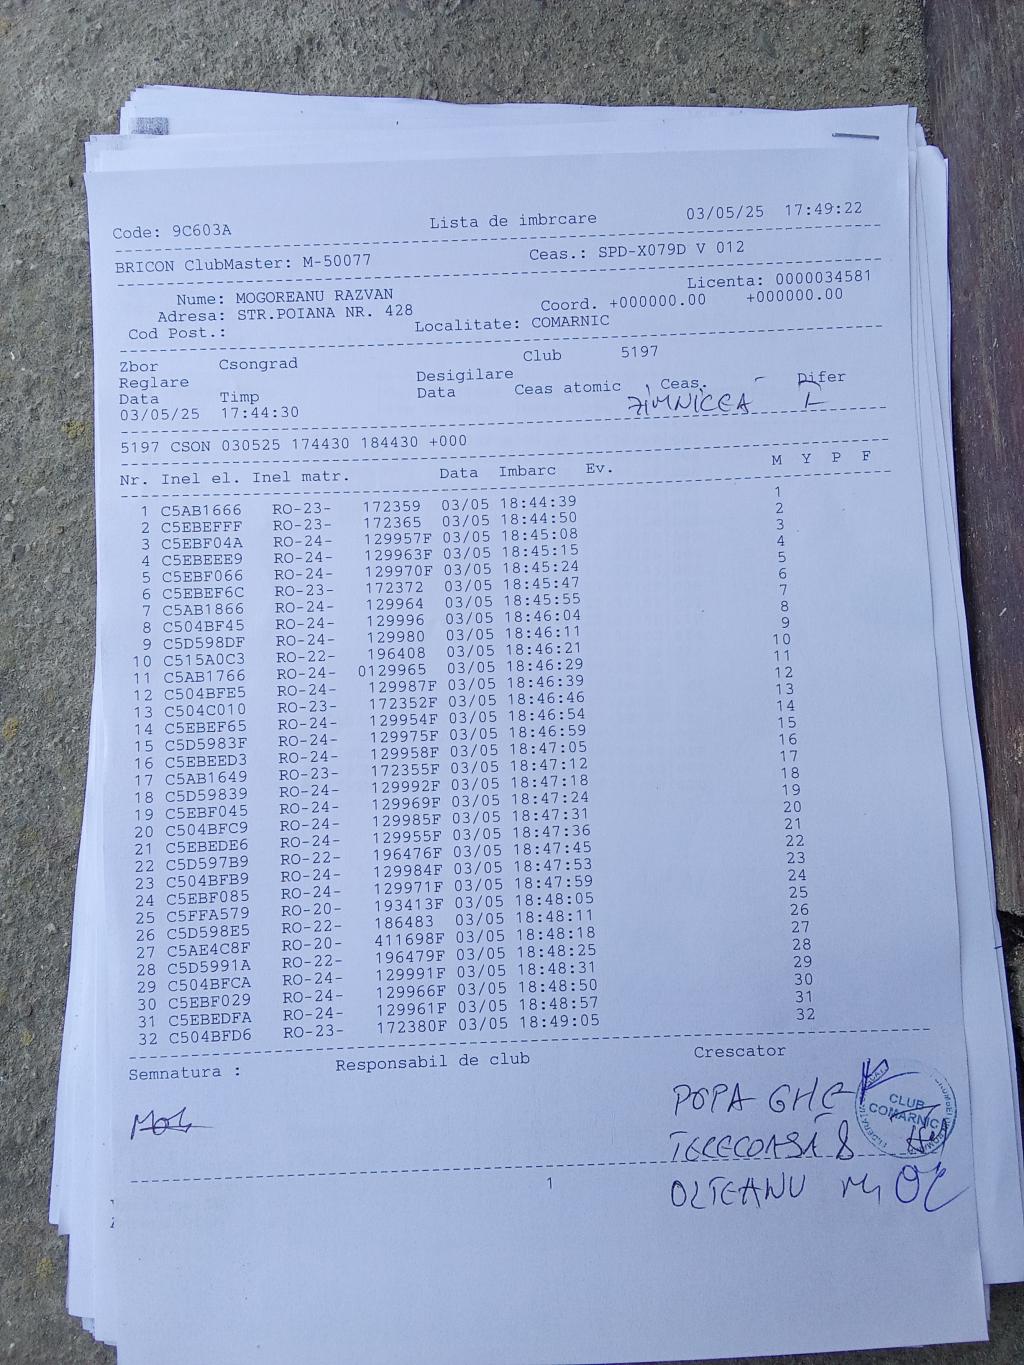 Code: 9C603A Lista de imbrcare 03/05/25 17:49:22
BRICON ClubMaster: M-50077 Ceas.: SPD-X079D V 012
Licenta: 0000034581
Nume: MOGOREANU RAZVAN Coord. +000000.00 +000000.00
Adresa: STR.POIANA NR. 428
Cod Post.: Localitate: COMARNIC
Zbor Csongrad Club 5197
Reglare Desigilare
Data Timp Data Ceas atomic Ceas. Difer
03/05/25 17:44:30 ZIMNICEA
5197 CSON 030525 174430 184430 +000
Nr. Inel el. Inel matr. Data Imbarc Ev. M Y P F
1 C5AB1666 RO-23- 172359 03/05 18:44:39 1
2 C5EBEFFF RO-23- 172365 03/05 18:44:50 2
3 C5EBF04A RO-24- 129957F 03/05 18:45:08 3
4 C5EBEEE9 RO-24- 129963F 03/05 18:45:15 4
5 C5EBF066 RO-24- 129970F 03/05 18:45:24 5
6 C5EBEF6C RO-23- 172372 03/05 18:45:47 6
7 C5AB1866 RO-24- 129964 03/05 18:45:55 7
8 C504BF45 RO-24- 129996 03/05 18:46:04 8
9 C5D598DF RO-24- 129980 03/05 18:46:11 9
10 C515A0C3 RO-22- 196408 03/05 18:46:21 10
11 C5AB1766 RO-24- 0129965 03/05 18:46:29 11
12 C504BFE5 RO-24- 129987F 03/05 18:46:39 12
13 C504C010 RO-23- 172352F 03/05 18:46:46 13
14 C5EBEF65 RO-24- 129954F 03/05 18:46:54 14
15 C5D5983F RO-24- 129975F 03/05 18:46:59 15
16 C5EBEED3 RO-24- 129958F 03/05 18:47:05 16
17 C5AB1649 RO-23- 172355F 03/05 18:47:12 17
18 C5D59839 RO-24- 129992F 03/05 18:47:18 18
19 C5EBF045 RO-24- 129969F 03/05 18:47:24 19
20 C504BFC9 RO-24- 129985F 03/05 18:47:31 20
21 C5EBEDE6 RO-24- 129955F 03/05 18:47:36 21
22 C5D597B9 RO-22- 196476F 03/05 18:47:45 22
23 C504BFB9 RO-24- 129984F 03/05 18:47:53 23
24 C5EBF085 RO-24- 129971F 03/05 18:47:59 24
25 C5FFA579 RO-20- 193413F 03/05 18:48:05 25
26 C5D598E5 RO-22- 186483 03/05 18:48:11 26
27 C5AE4C8F RO-20- 411698F 03/05 18:48:18 27
28 C5D5991A RO-22- 196479F 03/05 18:48:25 28
29 C504BFCA RO-24- 129991F 03/05 18:48:31 29
30 C5EBF029 RO-24- 129966F 03/05 18:48:50 30
31 C5EBEDFA RO-24- 129961F 03/05 18:48:57 31
32 C504BFD6 RO-23- 172380F 03/05 18:49:05 32
Semnatura : Responsabil de club Crescator
POPA GHE
CLUB
COMARNIC
OLTEANU
1